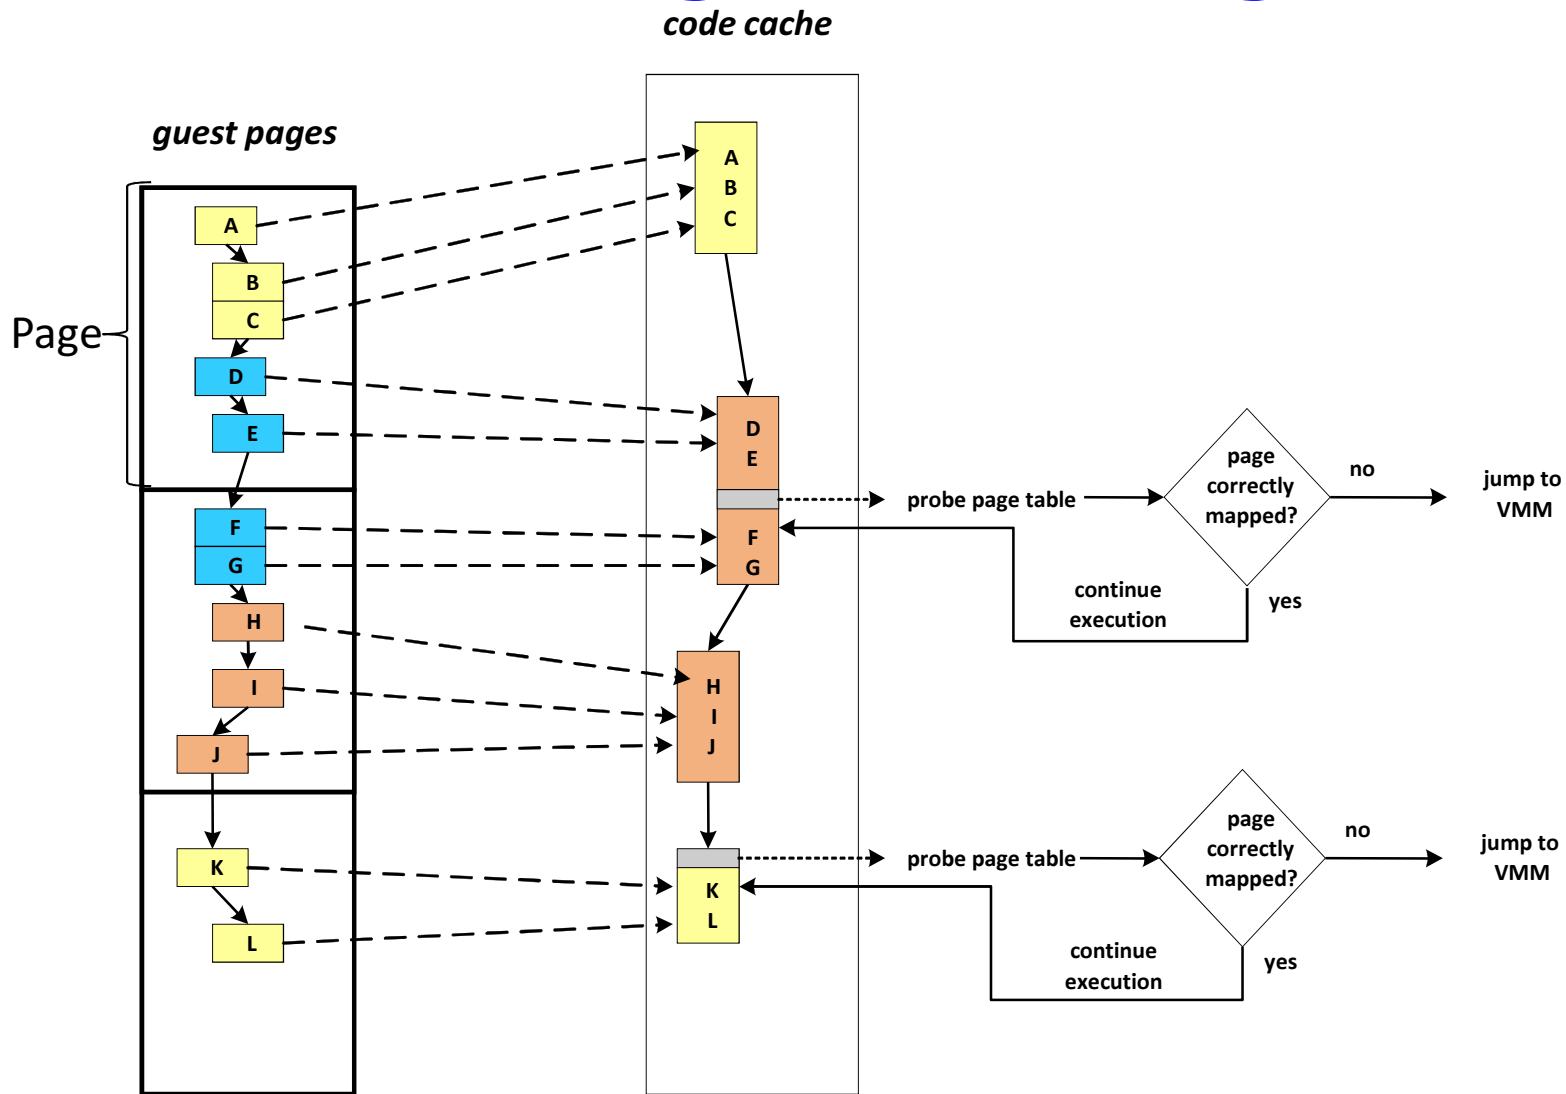 code cache
guest pages
Page
A
B
C
D
E
F
G
H
I
J
K
L
A
B
C
D
E
F
G
H
I
J
K
L
probe page table
page
correctly
mapped?
no
jump to
VMM
yes
continue
execution
probe page table
page
correctly
mapped?
no
jump to
VMM
yes
continue
execution